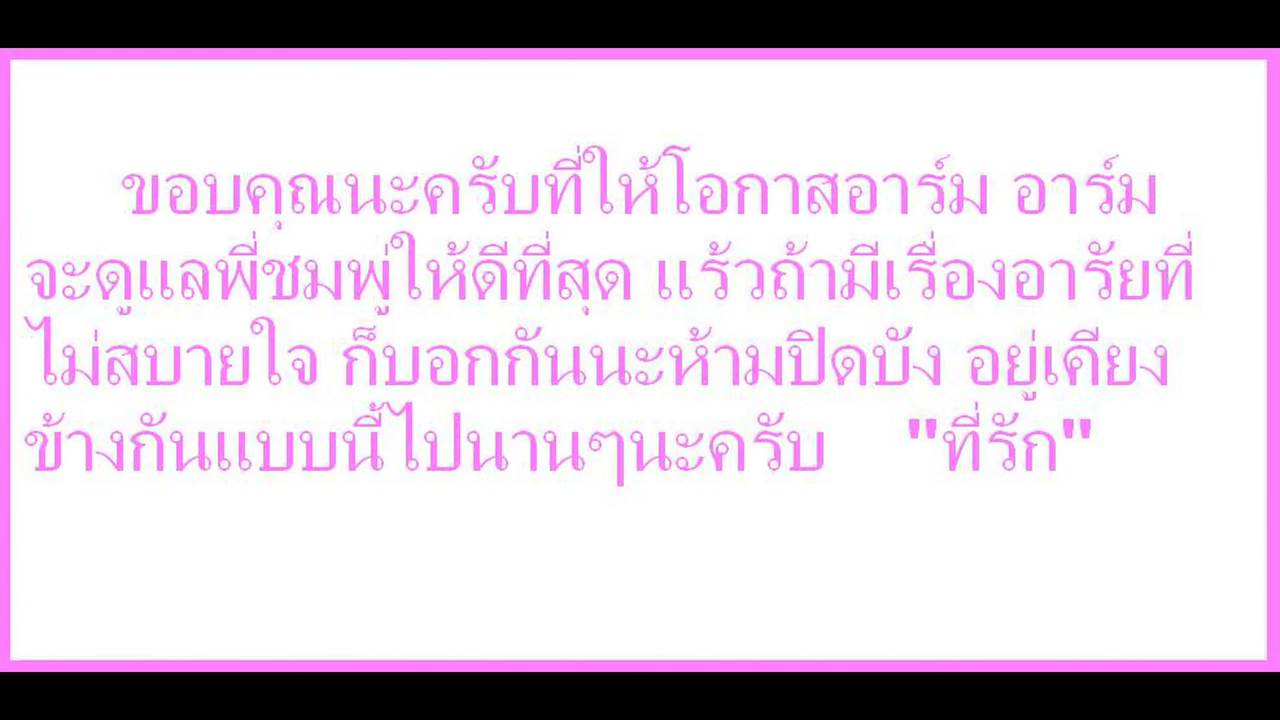 ขอบคุณนะครับที่ให้โอกาสอาร์ม อาร์ม
จะดูแลพี่ชมพู่ให้ดีที่สุด แร้วถ้ามีเรื่องอารัยที่
ไม่สบายใจ ก็บอกกันนะห้ามปิดบัง อยู่เคียง
ข้างกันแบบนี้ไปนานๆนะครับ "ที่รัก"